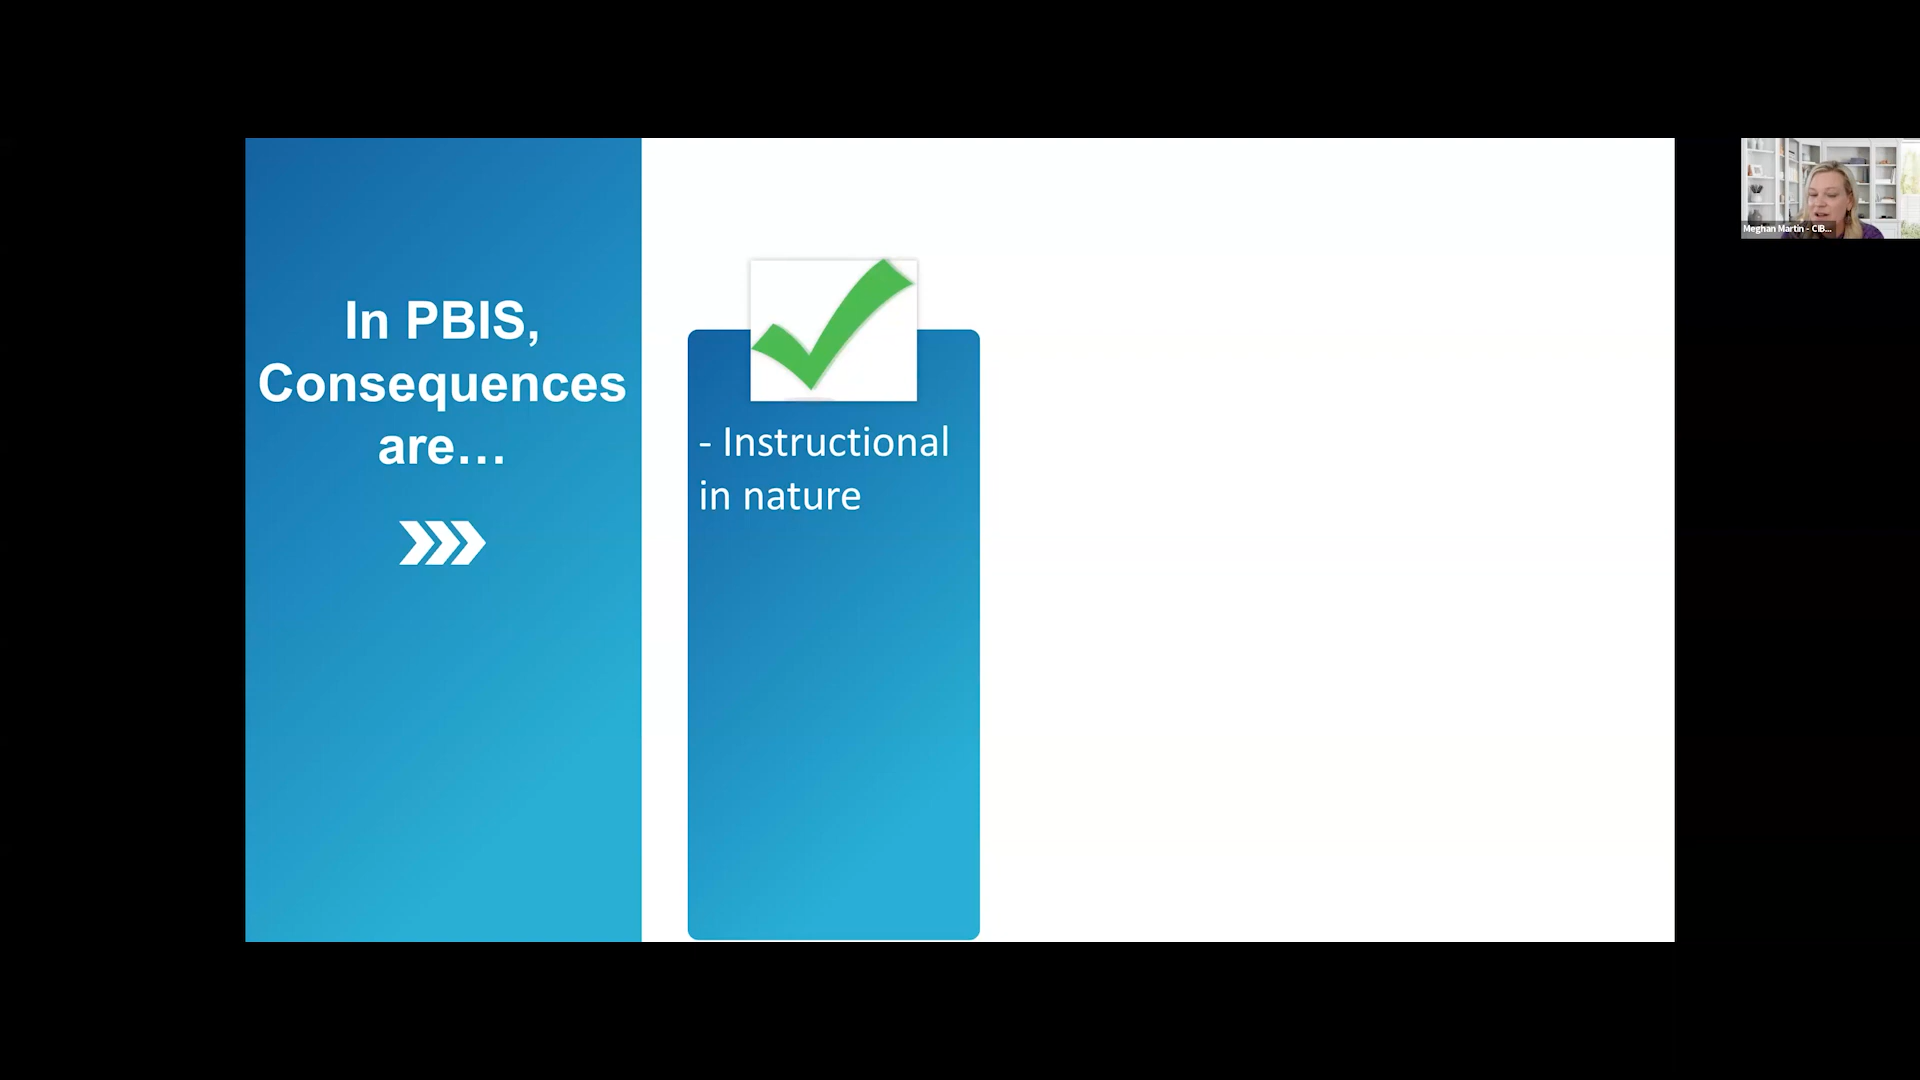 In PBIS,
Consequences
are…
- Instructional
in nature
Meghan Martin - CIB...